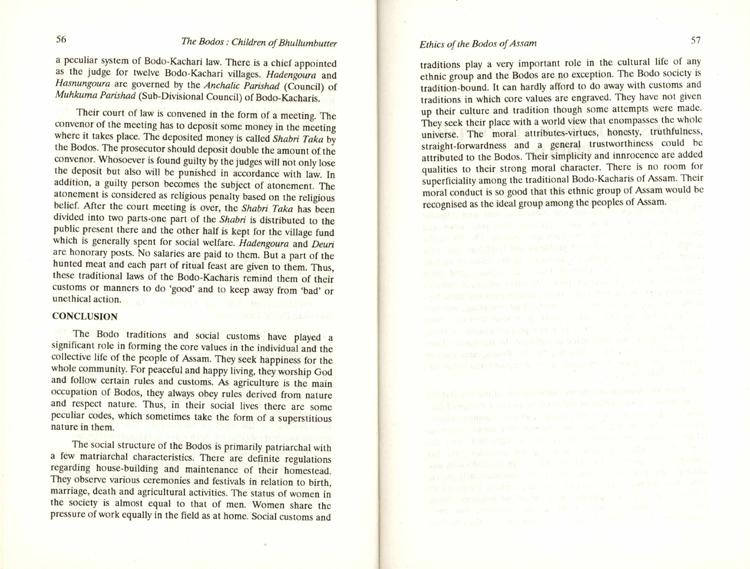 56
The Bodos : Children of Bhullumbutter
a peculiar system of Bodo-Kachari law. There is a chief appointed
as the judge for twelve Bodo-Kachari villages. Hadengoura and
Hasnungoura are governed by the Anchalic Parishad (Council) of
Muhkuma Parishad (Sub-Divisional Council) of Bodo-Kacharis.
Their court of law is convened in the form of a meeting. The
convenor of the meeting has to deposit some money in the meeting
where it takes place. The deposited money is called Shabri Taka by
the Bodos. The prosecutor should deposit double the amount of the
convenor. Whosoever is found guilty by the judges will not only lose
the deposit but also will be punished in accordance with law. In
addition, a guilty person becomes the subject of atonement. The
atonement is considered as religious penalty based on the religious
belief. After the court meeting is over, the Shabri Taka has been
divided into two parts-one part of the Shabri is distributed to the
public present there and the other half is kept for the village fund
which is generally spent for social welfare. Hadengoura and Deuri
are honorary posts. No salaries are paid to them. But a part of the
hunted meat and each part of ritual feast are given to them. Thus,
these traditional laws of the Bodo-Kacharis remind them of their
customs or manners to do 'good' and to keep away from 'bad' or
unethical action.
CONCLUSION
The Bodo traditions and social customs have played a
significant role in forming the core values in the individual and the
collective life of the people of Assam. They seek happiness for the
whole community. For peaceful and happy living, they worship God
and follow certain rules and customs. As agriculture is the main
occupation of Bodos, they always obey rules derived from nature
and respect nature. Thus, in their social lives there are some
peculiar codes, which sometimes take the form of a superstitious
nature in them.
The social structure of the Bodos is primarily patriarchal with
a few matriarchal characteristics. There are definite regulations
regarding house-building and maintenance of their homestead.
They observe various ceremonies and festivals in relation to birth,
marriage, death and agricultural activities. The status of women in
the society is almost equal to that of men. Women share the
pressure of work equally in the field as at home. Social customs and
Ethics of the Bodos of Assam
57
traditions play a very important role in the cultural life of any
ethnic group and the Bodos are no exception. The Bodo society is
tradition-bound. It can hardly afford to do away with customs and
traditions in which core values are engraved. They have not given
up their culture and tradition though some attempts were made.
They seek their place with a world view that encompasses the whole
universe. The moral attributes-virtues, honesty, truthfulness,
straight-forwardness and a general trustworthiness could be
attributed to the Bodos. Their simplicity and innrocence are added
qualities to their strong moral character. There is no room for
superficiality among the traditional Bodo-Kacharis of Assam. Their
moral conduct is so good that this ethnic group of Assam would be
recognised as the ideal group among the peoples of Assam.